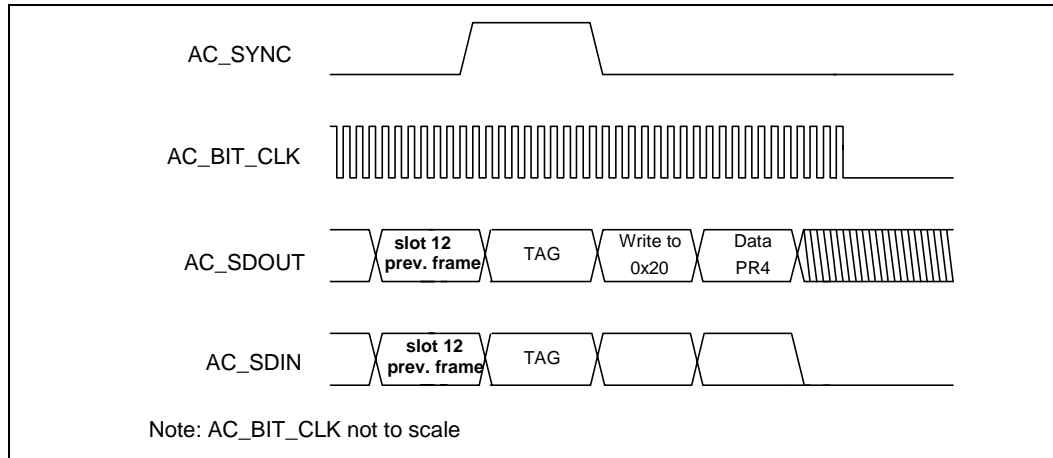 AC_SYNC
AC_BIT_CLK
AC_SDOUT
slot 12
prev. frame
TAG
Write to
0x20
Data
PR4
AC_SDIN
slot 12
prev. frame
TAG
Note: AC_BIT_CLK not to scale